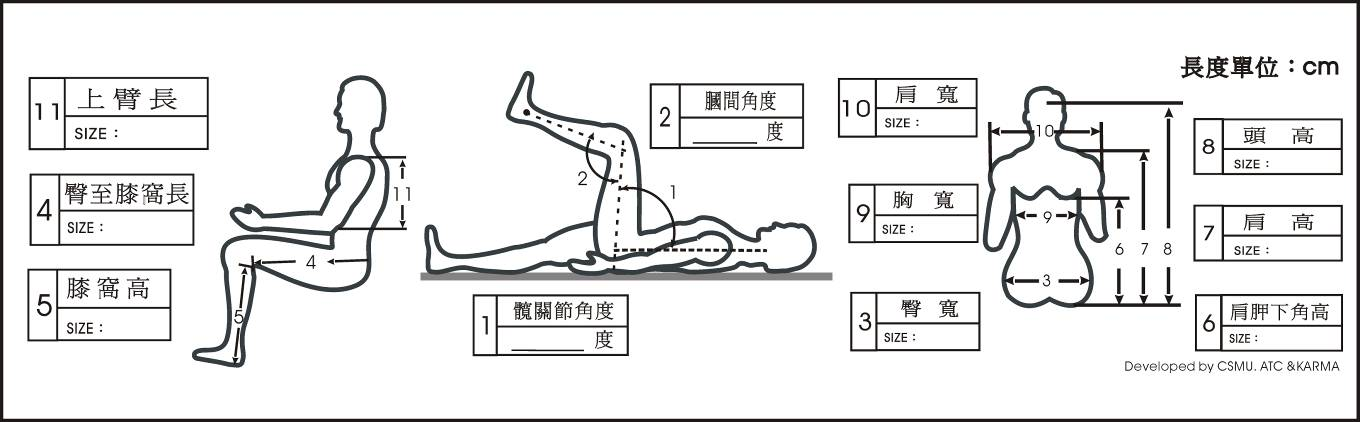 長度單位：cm
11 上臂長
SIZE：
4 臀至膝窩長
SIZE：
5 膝窩高
SIZE：
11
4
5
2 膕間角度
度
2
1
1 髖關節角度
度
10 肩寬
SIZE：
9 胸寬
SIZE：
3 臀寬
SIZE：
10
9
3
6 7 8
8 頭高
SIZE：
7 肩高
SIZE：
6 肩胛下角高
SIZE：
Developed by CSMU. ATC &KARMA